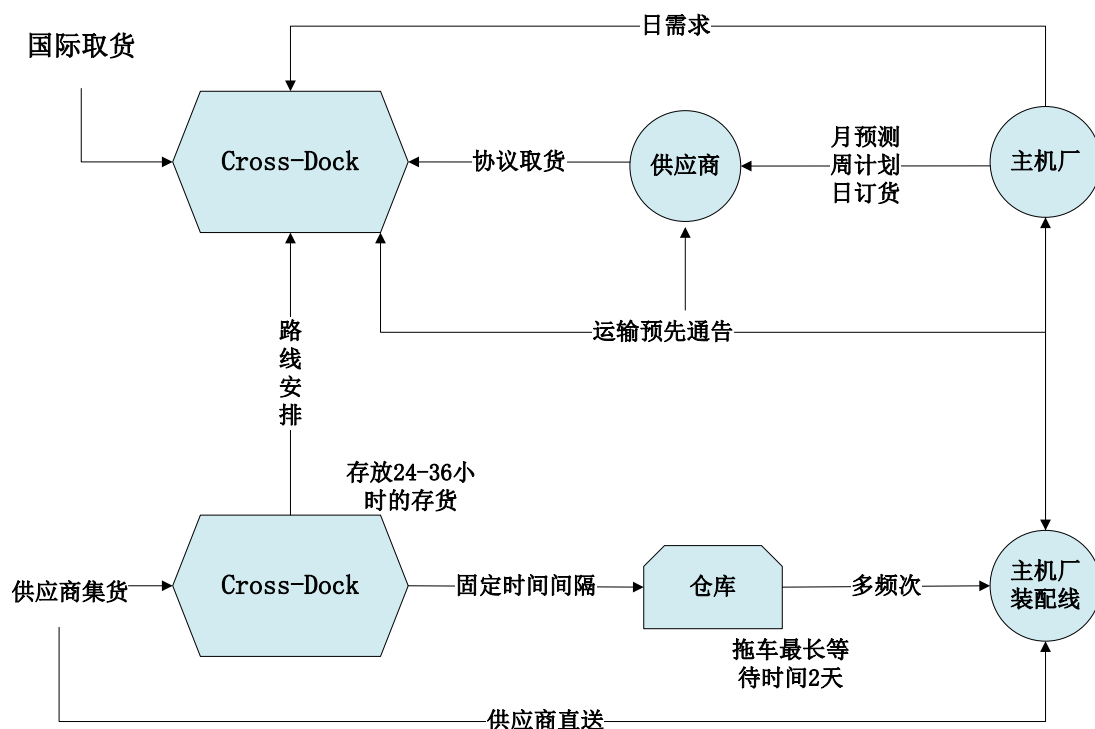 日需求
国际取货
Cross-Dock
协议取货
供应商
月预测
周计划
日订货
主机厂
运输预先通告
路
线
安
排
存放24-36小
时的存货
供应商集货
Cross-Dock
固定时间间隔
仓库
多频次
主机厂
装配线
拖车最长等
待时间2天
供应商直送